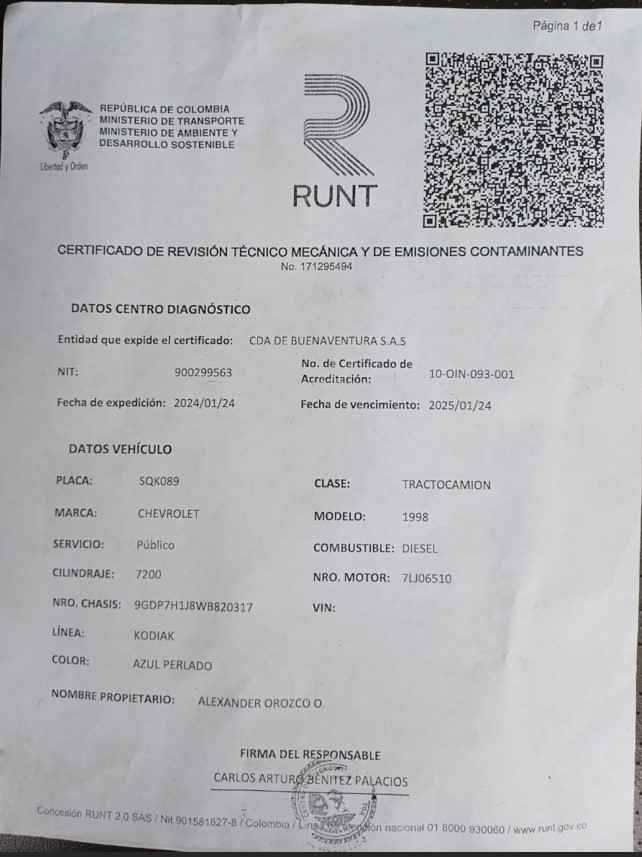 Página 1 de1
REPÚBLICA DE COLOMBIA
MINISTERIO DE TRANSPORTE
MINISTERIO DE AMBIENTE Y
DESARROLLO SOSTENIBLE
Libertad y Orden
RUNT
CERTIFICADO DE REVISIÓN TÉCNICO MECÁNICA Y DE EMISIONES CONTAMINANTES
No. 171295494
DATOS CENTRO DIAGNÓSTICO
Entidad que expide el certificado: CDA DE BUENAVENTURA S.A.S
NIT: 900299563 No. de Certificado de
Acreditación: 10-OIN-093-001
Fecha de expedición: 2024/01/24 Fecha de vencimiento: 2025/01/24
DATOS VEHÍCULO
PLACA: SQK089 CLASE: TRACTOCAMION
MARCA: CHEVROLET MODELO: 1998
SERVICIO: Público COMBUSTIBLE: DIESEL
CILINDRAJE: 7200 NRO. MOTOR: 7LJ06510
NRO. CHASIS: 9GDP7H1J8WB820317 VIN:
LÍNEA: KODIAK
COLOR: AZUL PERLADO
NOMBRE PROPIETARIO: ALEXANDER OROZCO O.
FIRMA DEL RESPONSABLE
CARLOS ARTURO BENITEZ PALACIOS
Concesión RUNT 2.0 SAS / Nit.901581627-8 / Colombia / nacional 01 8000 930060 / www.runt.gov.co